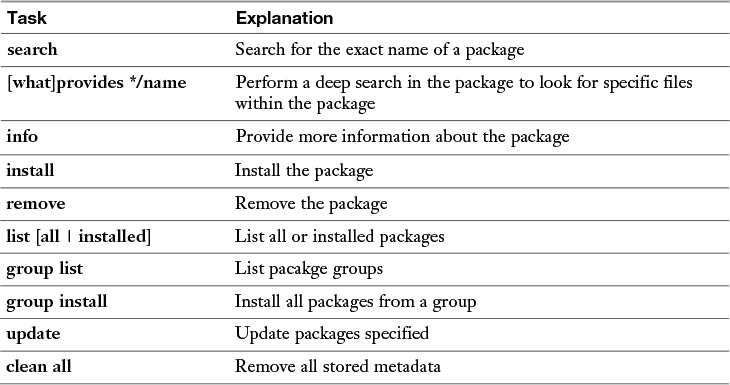 Task Explanation
search Search for the exact name of a package
[what]provides */name Perform a deep search in the package to look for specific files
within the package
info Provide more information about the package
install Install the package
remove Remove the package
list [all | installed] List all or installed packages
group list List pacakge groups
group install Install all packages from a group
update Update packages specified
clean all Remove all stored metadata